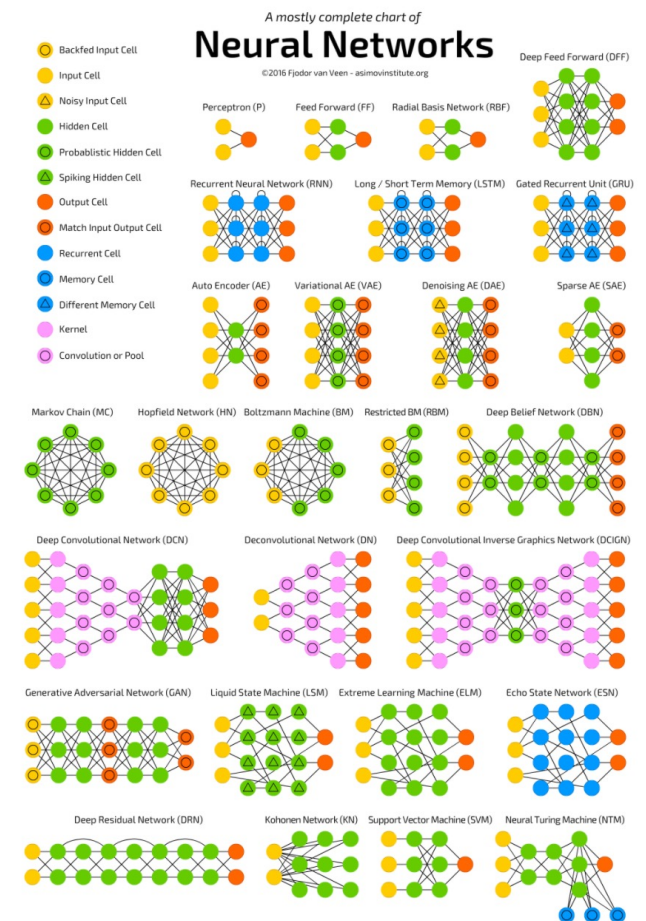 A mostly complete chart of
Neural Networks
©2016 Fjodor van Veen - asimovinstitute.org
Backfed Input Cell
Input Cell
Noisy Input Cell
Hidden Cell
Probablistic Hidden Cell
Spiking Hidden Cell
Output Cell
Match Input Output Cell
Recurrent Cell
Memory Cell
Different Memory Cell
Kernel
Convolution or Pool
Deep Feed Forward (DFF)
Perceptron (P) Feed Forward (FF) Radial Basis Network (RBF)
Recurrent Neural Network (RNN) Long / Short Term Memory (LSTM) Gated Recurrent Unit (GRU)
Auto Encoder (AE) Variational AE (VAE) Denoising AE (DAE) Sparse AE (SAE)
Markov Chain (MC) Hopfield Network (HN) Boltzmann Machine (BM) Restricted BM (RBM) Deep Belief Network (DBN)
Deep Convolutional Network (DCN) Deconvolutional Network (DN) Deep Convolutional Inverse Graphics Network (DCIGN)
Generative Adversarial Network (GAN) Liquid State Machine (LSM) Extreme Learning Machine (ELM) Echo State Network (ESN)
Deep Residual Network (DRN) Kohonen Network (KN) Support Vector Machine (SVM) Neural Turing Machine (NTM)